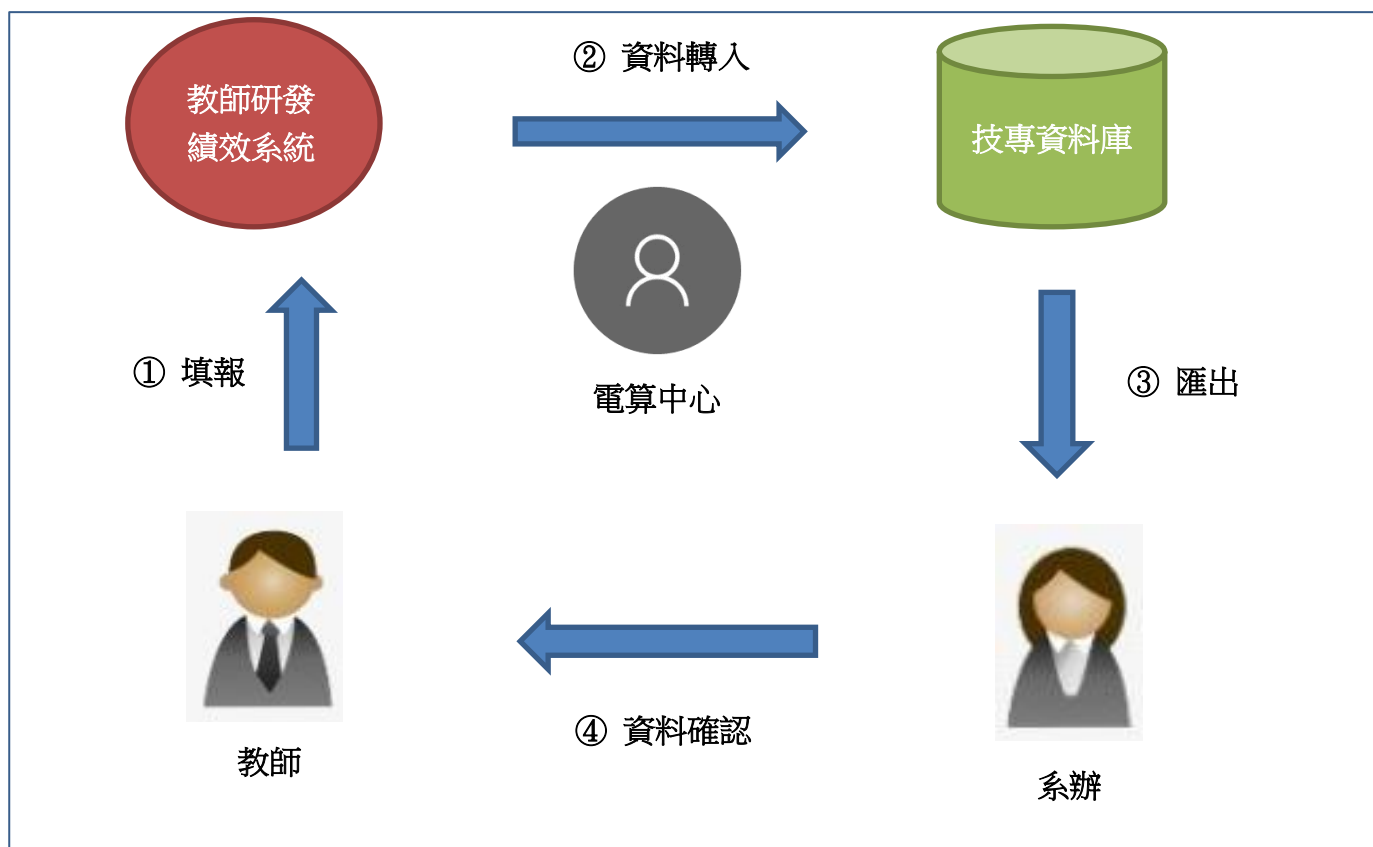 ② 資料轉入
教師研發
績效系統
技專資料庫
① 填報
電算中心
③ 匯出
④ 資料確認
教師
系辦